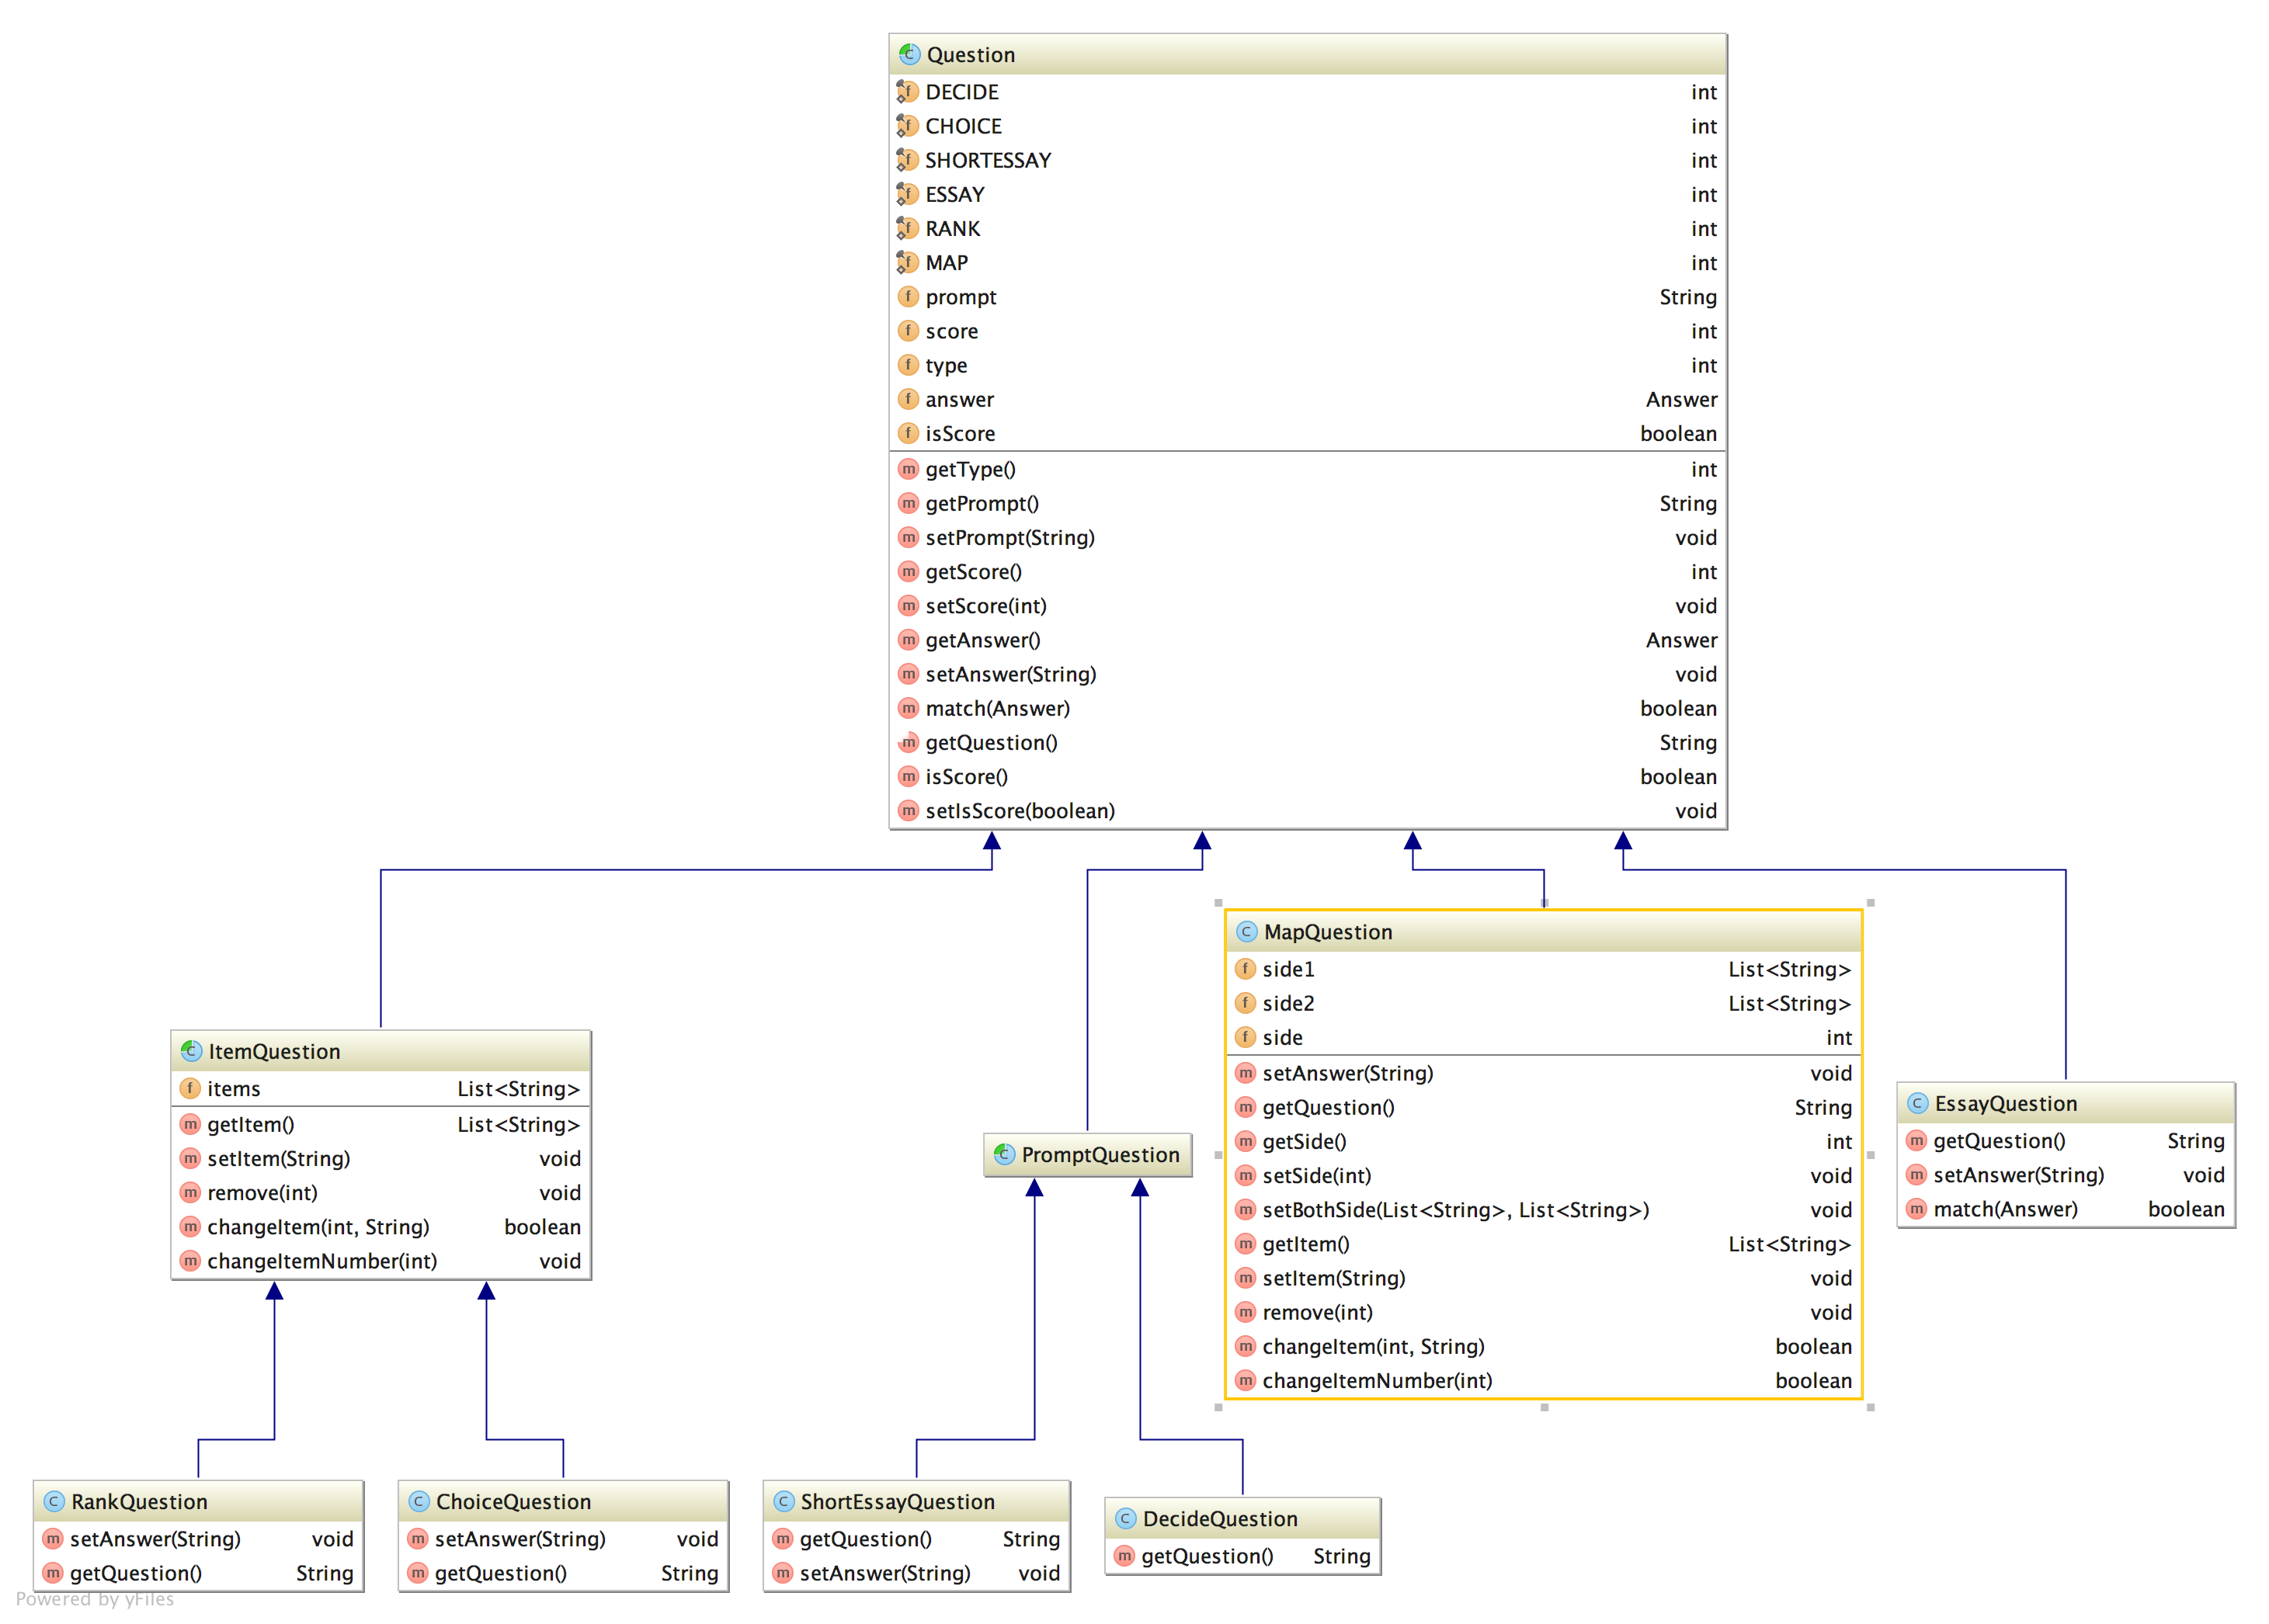 Question
DECIDE int
CHOICE int
SHORTESSAY int
ESSAY int
RANK int
MAP int
prompt String
score int
type int
answer Answer
isScore boolean
getType() int
getPrompt() String
setPrompt(String) void
getScore() int
setScore(int) void
getAnswer() Answer
setAnswer(String) void
match(Answer) boolean
getQuestion() String
isScore() boolean
setIsScore(boolean) void
ItemQuestion
items List<String>
getItem() List<String>
setItem(String) void
remove(int) void
changeItem(int, String) boolean
changeItemNumber(int) void
PromptQuestion
MapQuestion
side1 List<String>
side2 List<String>
side int
setAnswer(String) void
getQuestion() String
getSide() int
setSide(int) void
setBothSide(List<String>, List<String>) void
getItem() List<String>
setItem(String) void
remove(int) void
changeItem(int, String) boolean
changeItemNumber(int) boolean
EssayQuestion
getQuestion() String
setAnswer(String) void
match(Answer) boolean
RankQuestion
setAnswer(String) void
getQuestion() String
ChoiceQuestion
setAnswer(String) void
getQuestion() String
ShortEssayQuestion
getQuestion() String
setAnswer(String) void
DecideQuestion
getQuestion() String
Powered by yFiles